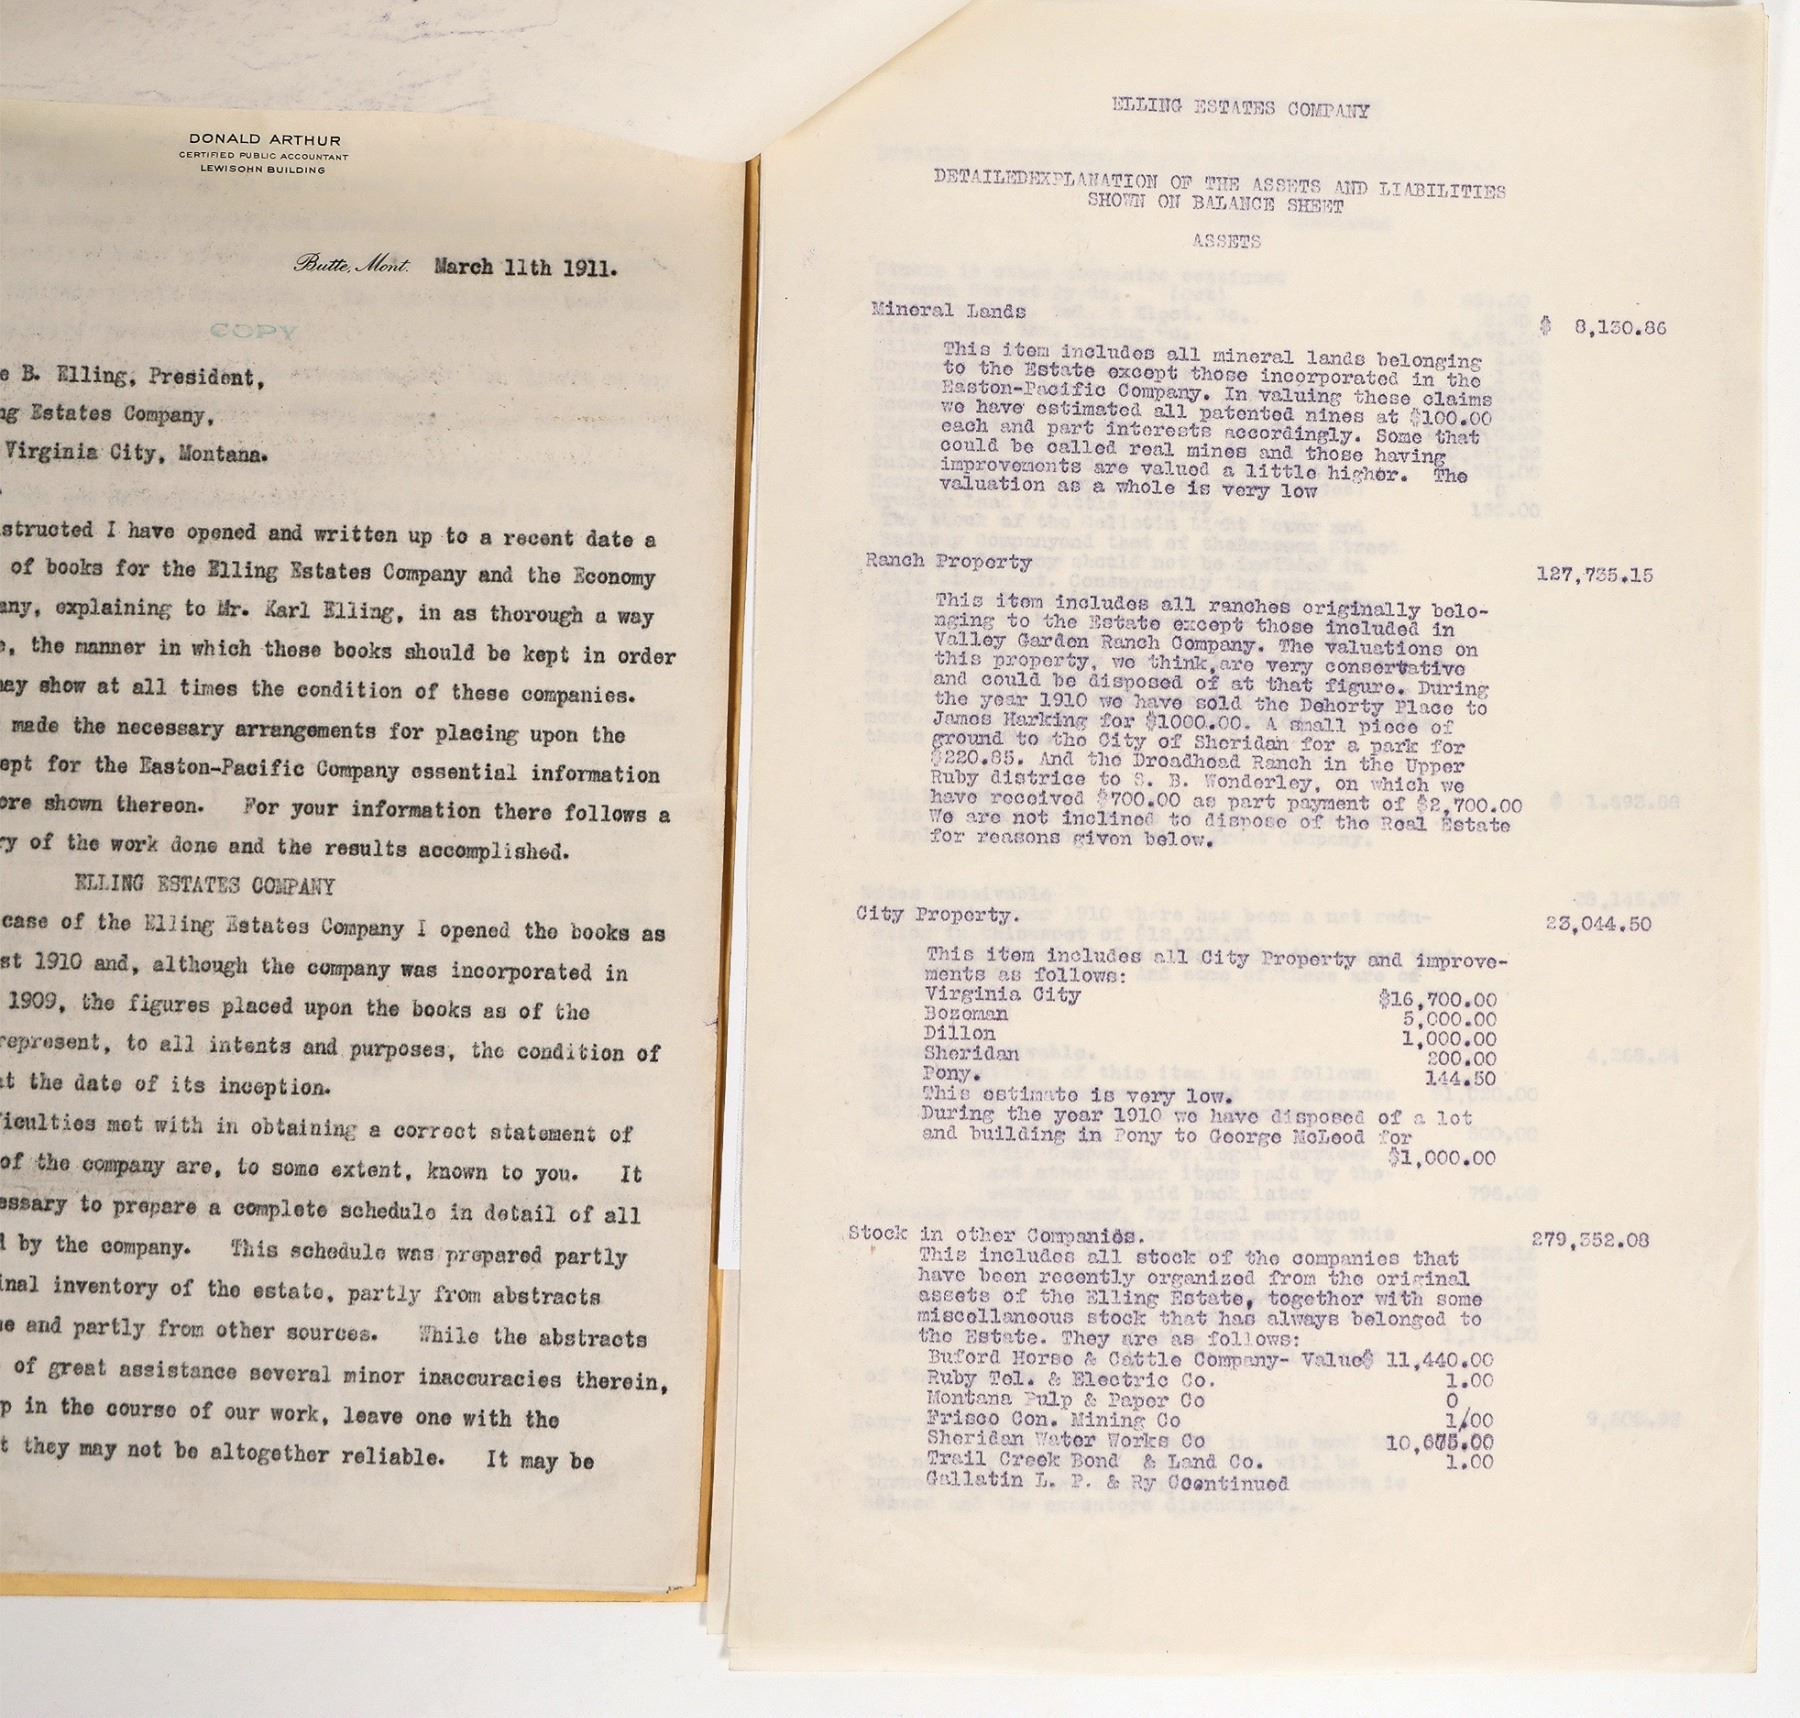 DONALD ARTHUR
CERTIFIED PUBLIC ACCOUNTANT
LEWISOHN BUILDING
Butte, Mont. March 11th 1911.
COPY
e B. Elling, President,
ng Estates Company,
Virginia City, Montana.
structed I have opened and written up to a recent date a
of books for the Elling Estates Company and the Economy
any, explaining to Mr. Karl Elling, in as thorough a way
e, the manner in which these books should be kept in order
may show at all times the condition of these companies.
made the necessary arrangements for placing upon the
ept for the Easton-Pacific Company essential information
ore shown thereon. For your information there follows a
ry of the work done and the results accomplished.
ELLING ESTATES COMPANY
case of the Elling Estates Company I opened the books as
st 1910 and, although the company was incorporated in
1909, the figures placed upon the books as of the
represent, to all intents and purposes, the condition of
at the date of its inception.
iculties met with in obtaining a correct statement of
of the company are, to some extent, known to you. It
essary to prepare a complete schedule in detail of all
d by the company. This schedule was prepared partly
inal inventory of the estate, partly from abstracts
ne and partly from other sources. While the abstracts
of great assistance several minor inaccuracies therein,
p in the course of our work, leave one with the
t they may not be altogether reliable. It may be
ELLING ESTATES COMPANY
DETAILEDEXPLANATION OF THE ASSETS AND LIABILITIES
SHOWN ON BALANCE SHEET
ASSETS
Mineral Lands $ 8,130.86
This item includes all mineral lands belonging
to the Estate except those incorporated in the
Easton-Pacific Company. In valuing these claims
we have estimated all patented nines at $100.00
each and part interests accordingly. Some that
could be called real mines and those having
improvements are valued a little higher. The
valuation as a whole is very low
Ranch Property 127,735.15
This item includes all ranches originally belo-
nging to the Estate except those included in
Valley Garden Ranch Company. The valuations on
this property, we think,are very conservative
and could be disposed of at that figure. During
the year 1910 we have sold the Dehorty Place to
James Harking for $1000.00. A small piece of
ground to the City of Sheridan for a park for
$220.85. And the Broadhead Ranch in the Upper
Ruby districe to S. B. Wonderley, on which we
have received $700.00 as part payment of $2,700.00
We are not inclined to dispose of the Real Estate
for reasons given below.
City Property. 23,044.50
This item includes all City Property and improve-
ments as follows:
Virginia City $16,700.00
Bozeman 5,000.00
Dillon 1,000.00
Sheridan 200.00
Pony. 144.50
This estimate is very low.
During the year 1910 we have disposed of a lot
and building in Pony to George McLeod for
$1,000.00
Stock in other Companies. 279,352.08
This includes all stock of the companies that
have been recently organized from the original
assets of the Elling Estate, together with some
miscellaneous stock that has always belonged to
the Estate. They are as follows:
Buford Horse & Cattle Company- Value$ 11,440.00
Ruby Tel. & Electric Co. 1.00
Montana Pulp & Paper Co 0
Frisco Con. Mining Co 1/00
Sheridan Water Works Co 10,675.00
Trail Creek Bond & Land Co. 1.00
Gallatin L. P. & Ry Ccontinued